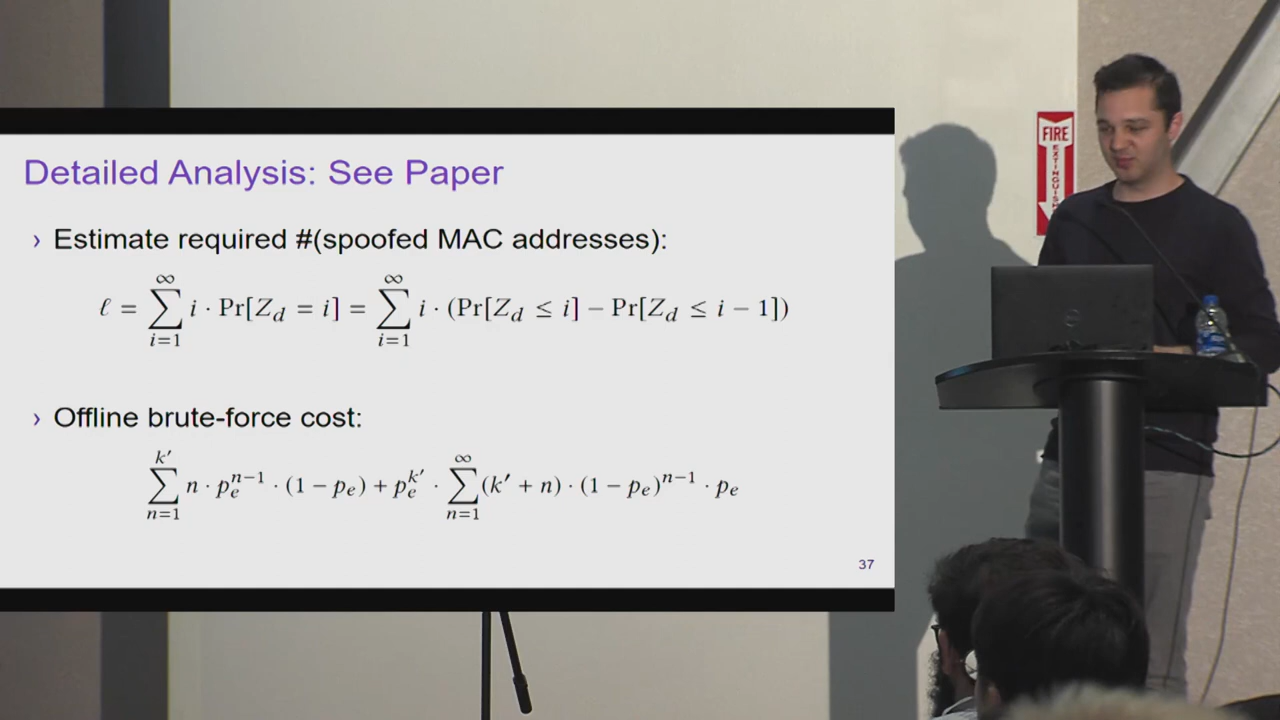 Detailed Analysis: See Paper
› Estimate required #(spoofed MAC addresses):
ℓ = ∑_{i=1}^{∞} i · Pr[Z_d = i] = ∑_{i=1}^{∞} i · (Pr[Z_d ≤ i] − Pr[Z_d ≤ i − 1])
› Offline brute-force cost:
∑_{n=1}^{k′} n · p_e^{n−1} · (1 − p_e) + p_e^{k′} · ∑_{n=1}^{∞} (k′ + n) · (1 − p_e)^{n−1} · p_e
37
FIRE
EXTINGUISH